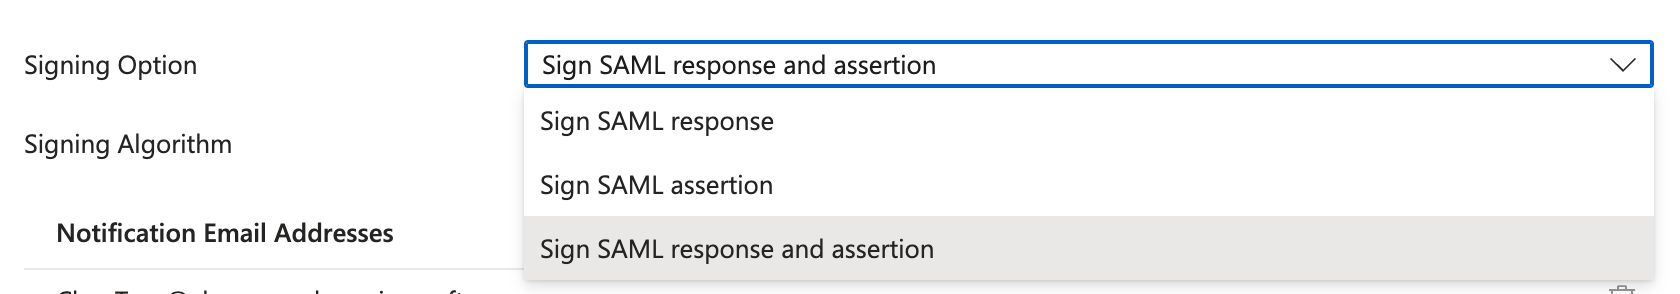 Signing Option
Sign SAML response and assertion
Sign SAML response
Signing Algorithm
Sign SAML assertion
Notification Email Addresses
Sign SAML response and assertion